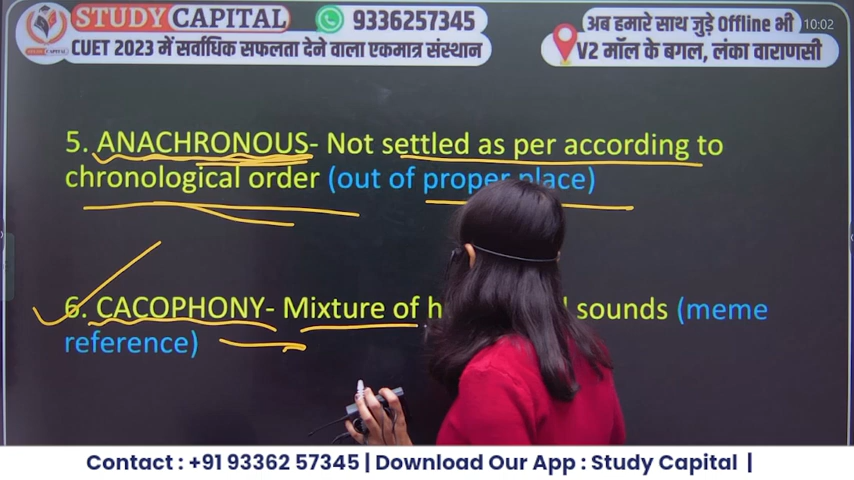 STUDY CAPITAL
9336257345
CUET 2023 में सर्वाधिक सफलता देने वाला एकमात्र संस्थान
अब हमारे साथ जुड़े Offline भी
V2 मॉल के बगल, लंका वाराणसी
10:02
5. ANACHRONOUS- Not settled as per according to
chronological order (out of proper place)
6. CACOPHONY- Mixture of sounds (meme
reference)
Contact : +91 93362 57345 | Download Our App : Study Capital |